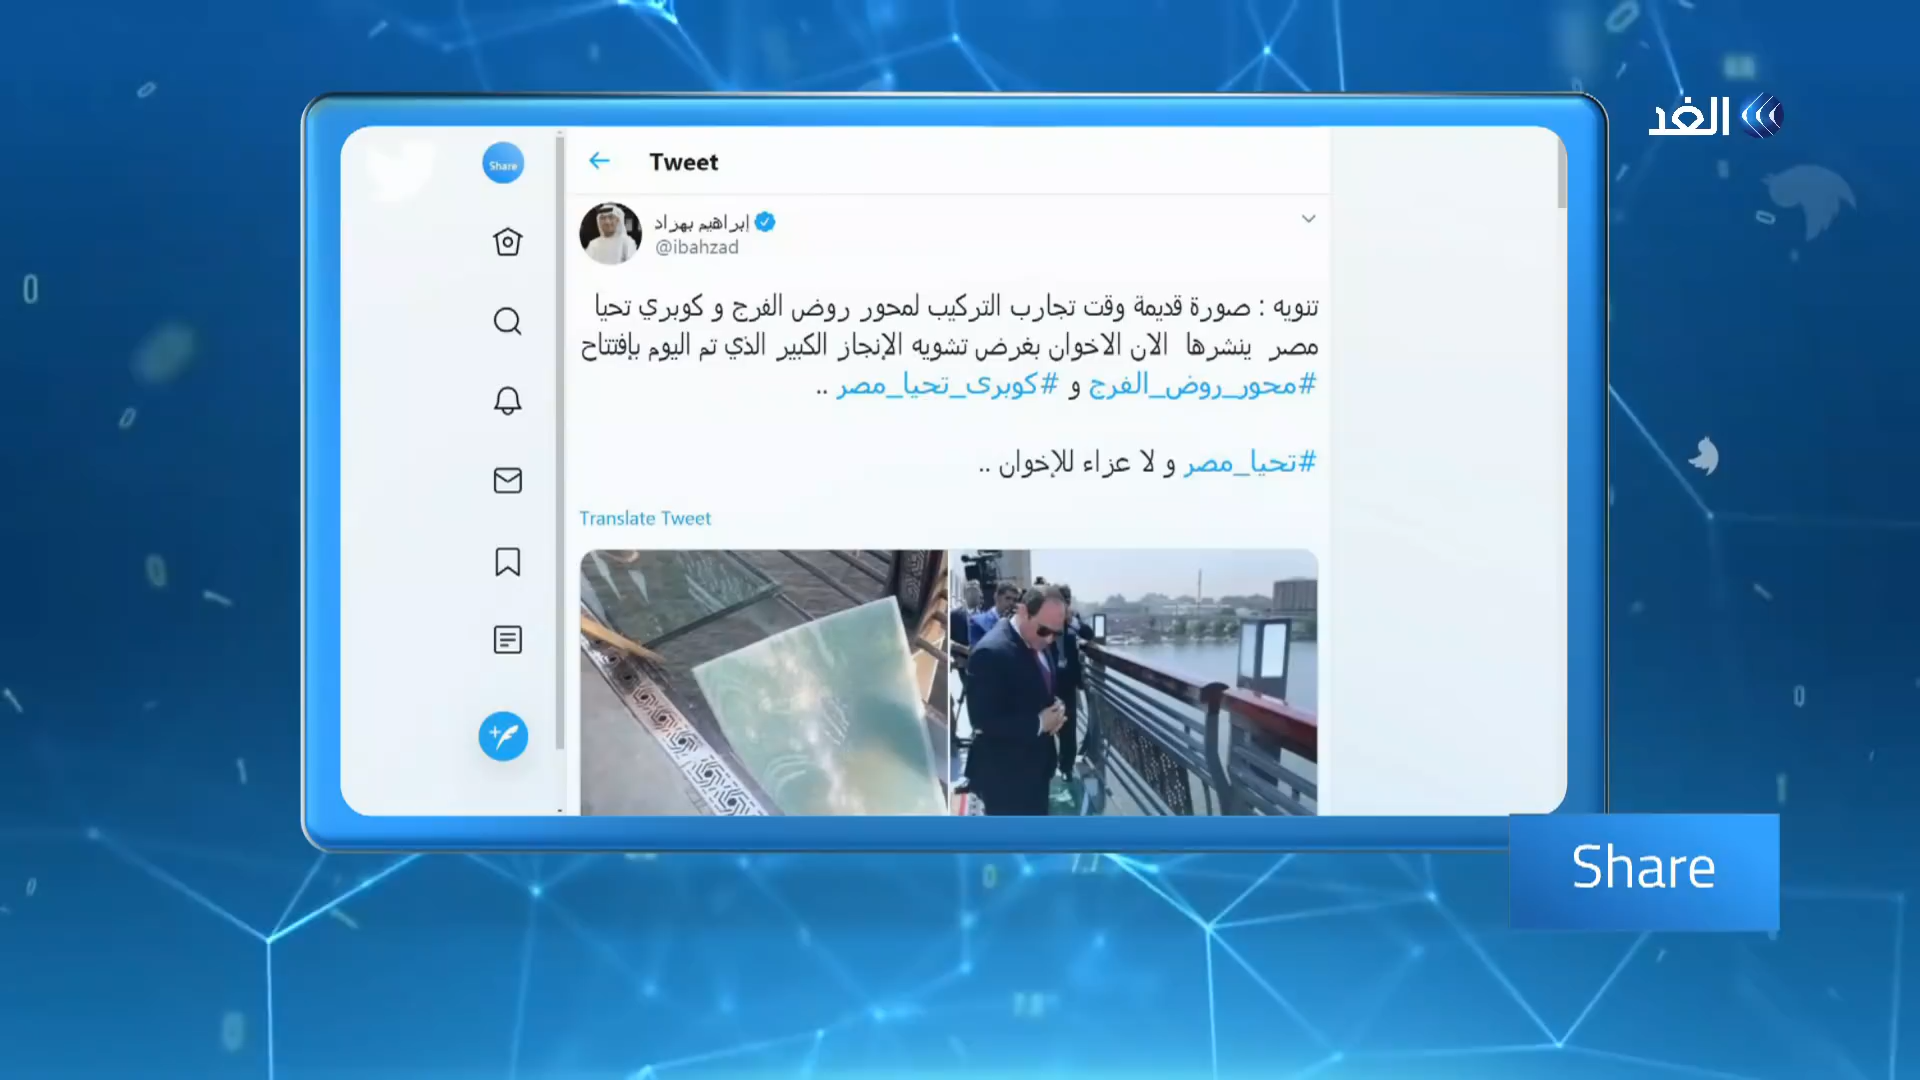 الغد
Share
Tweet
إبراهيم بهزاد
@ibahzad
تنويه : صورة قديمة وقت تجارب التركيب لمحور روض الفرج و كوبري تحيا
مصر ينشرها الان الاخوان بغرض تشويه الإنجاز الكبير الذي تم اليوم بإفتتاح
#محور_روض_الفرج و #كوبرى_تحيا_مصر ..
#تحيا_مصر و لا عزاء للإخوان ..
Translate Tweet
Share